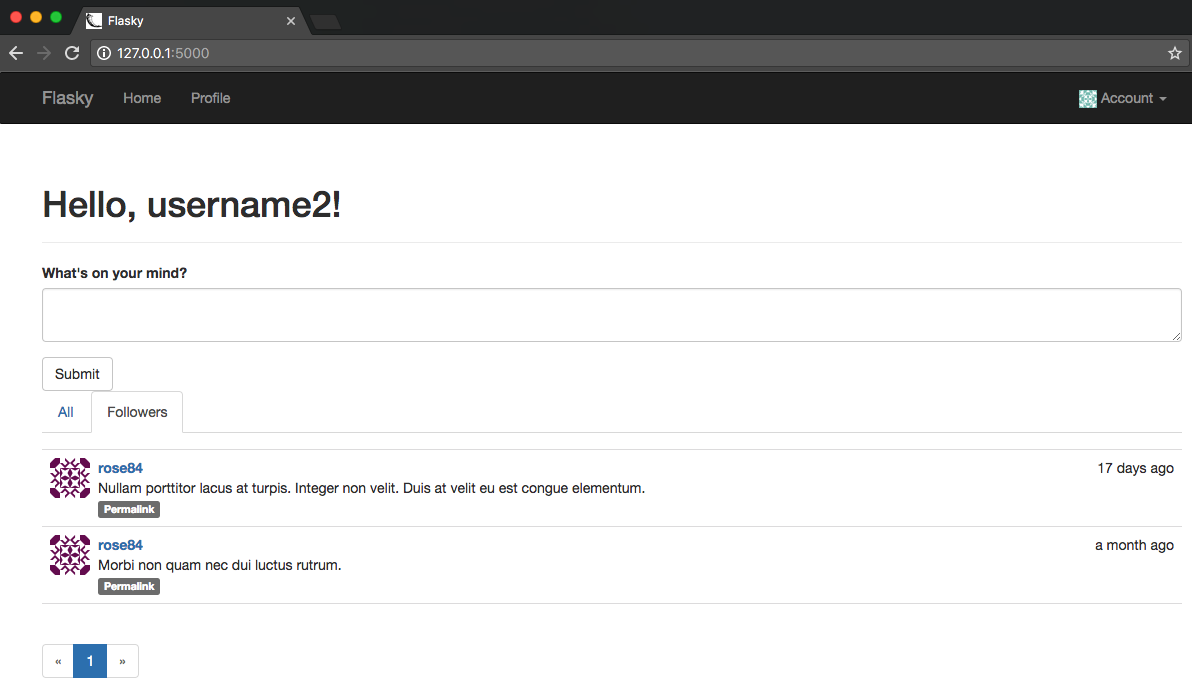 Flasky
127.0.0.1:5000
Flasky Home Profile Account
Hello, username2!
What's on your mind?
Submit
All Followers
rose84 17 days ago
Nullam porttitor lacus at turpis. Integer non velit. Duis at velit eu est congue elementum.
Permalink
rose84 a month ago
Morbi non quam nec dui luctus rutrum.
Permalink
« 1 »